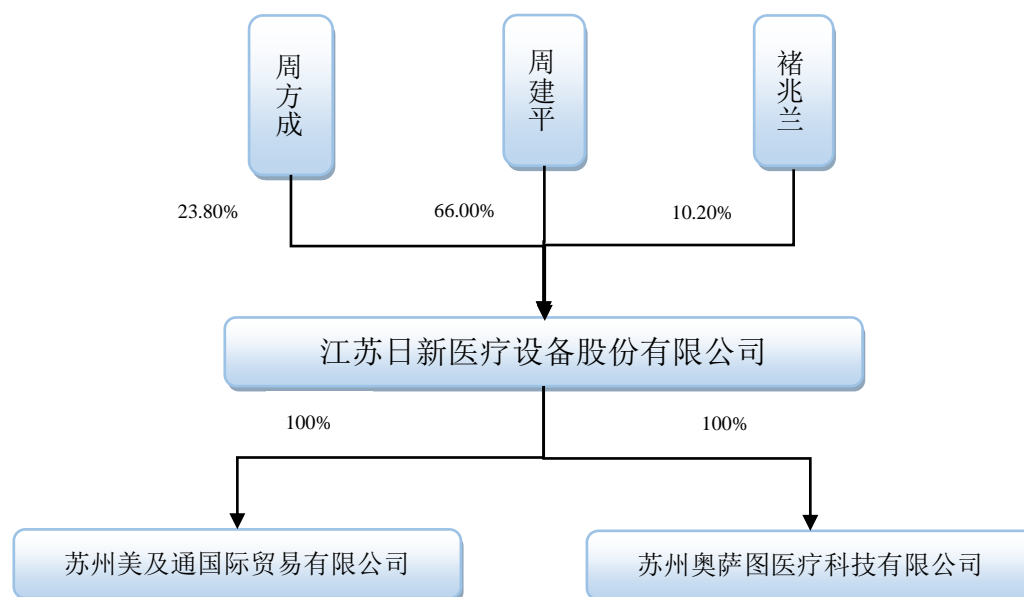 周方成
周建平
褚兆兰
23.80%
66.00%
10.20%
江苏日新医疗设备股份有限公司
100%
100%
苏州美及通国际贸易有限公司
苏州奥萨图医疗科技有限公司